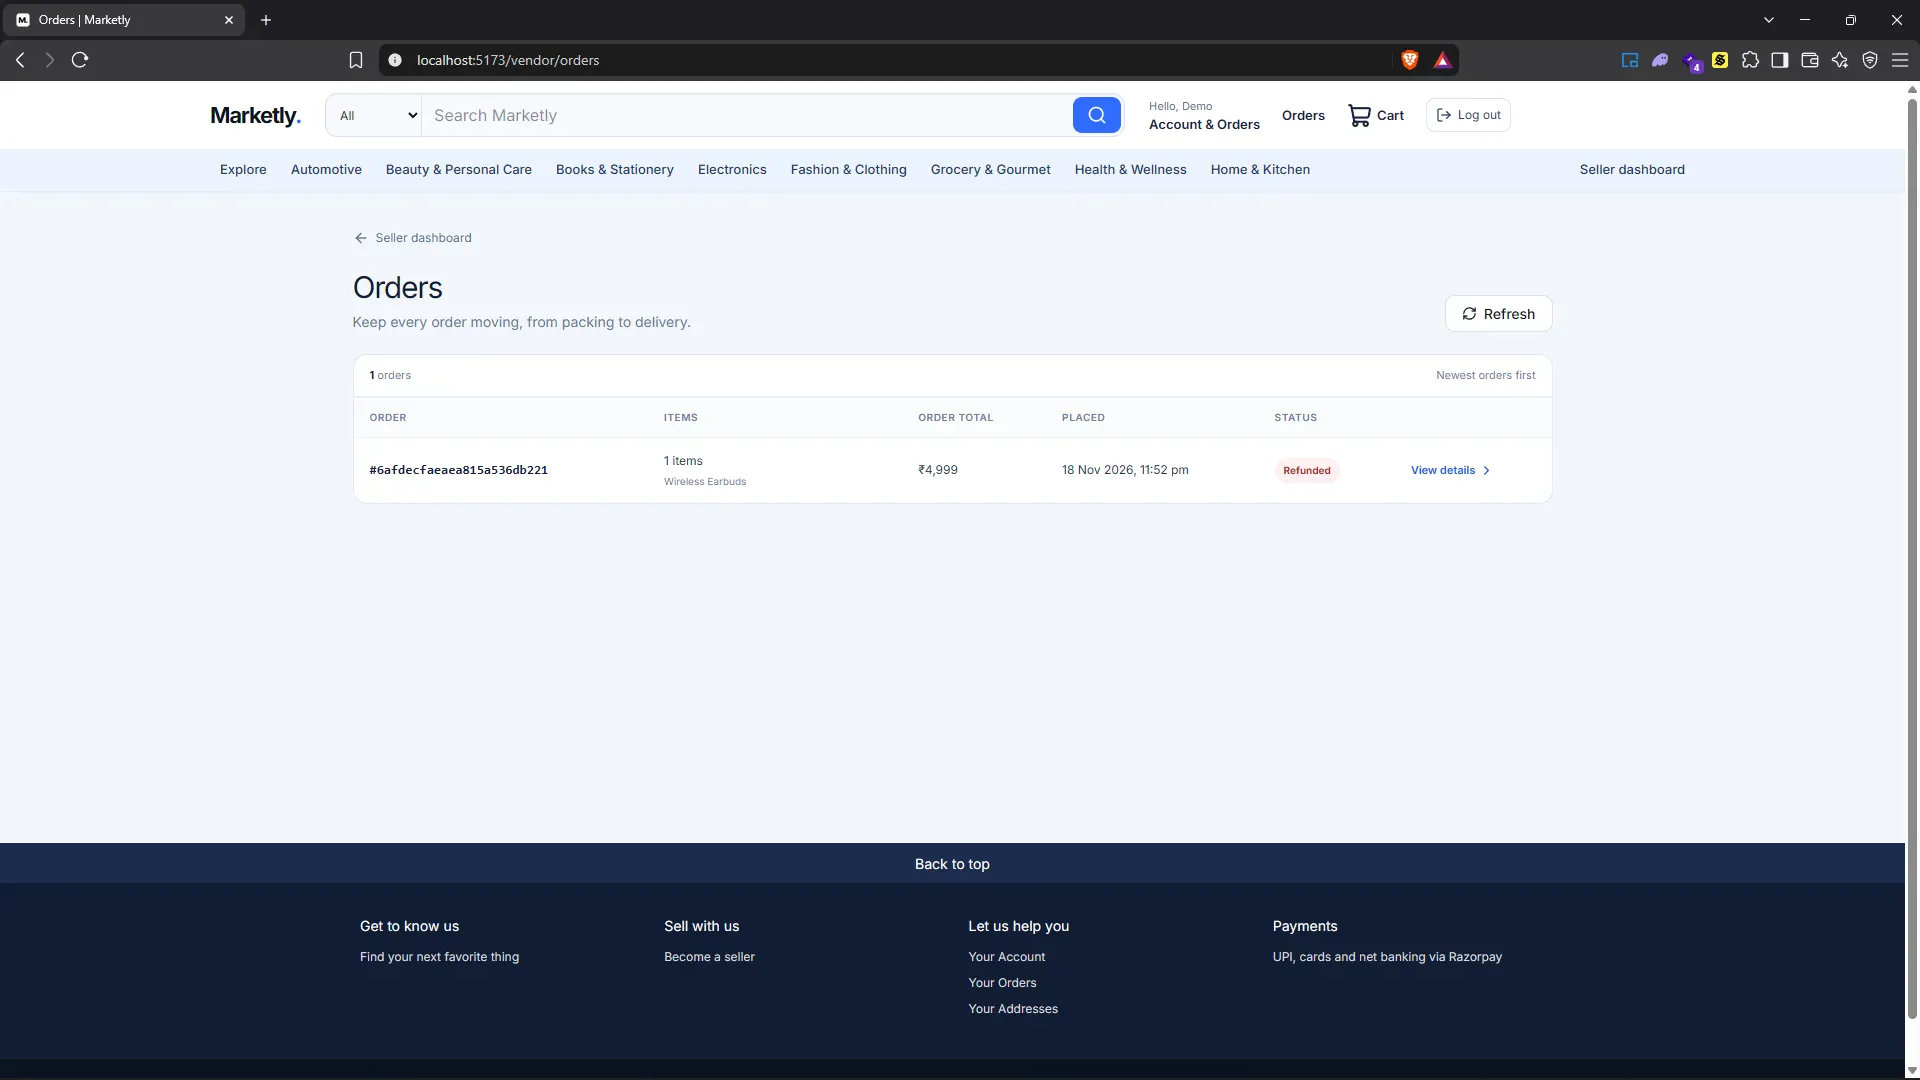 Orders | Marketly
localhost:5173/vendor/orders
4
Marketly.
All
Search Marketly
Hello, Demo
Account & Orders
Orders
Cart
Log out
Explore
Automotive
Beauty & Personal Care
Books & Stationery
Electronics
Fashion & Clothing
Grocery & Gourmet
Health & Wellness
Home & Kitchen
Seller dashboard
Seller dashboard
Orders
Keep every order moving, from packing to delivery.
Refresh
1 orders
Newest orders first
ORDER
ITEMS
ORDER TOTAL
PLACED
STATUS
#6afdecfaeaea815a536db221
1 items
Wireless Earbuds
₹4,999
18 Nov 2026, 11:52 pm
Refunded
View details
Back to top
Get to know us
Find your next favorite thing
Sell with us
Become a seller
Let us help you
Your Account
Your Orders
Your Addresses
Payments
UPI, cards and net banking via Razorpay